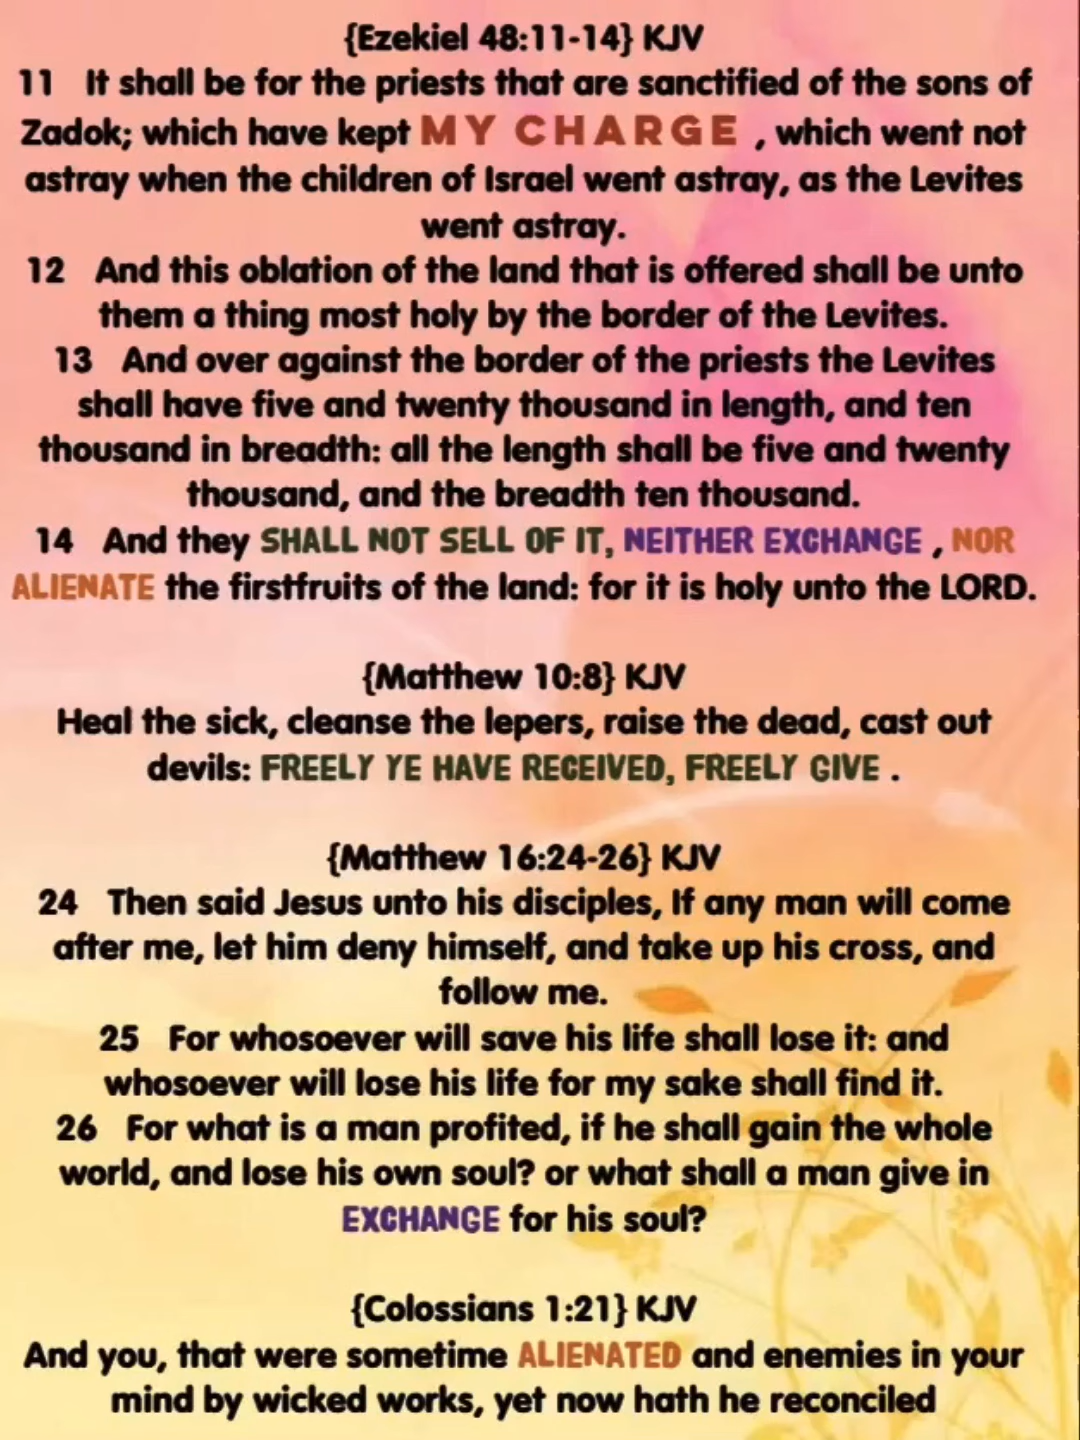 {Ezekiel 48:11-14} KJV
11 It shall be for the priests that are sanctified of the sons of
Zadok; which have kept MY CHARGE , which went not
astray when the children of Israel went astray, as the Levites
went astray.
12 And this oblation of the land that is offered shall be unto
them a thing most holy by the border of the Levites.
13 And over against the border of the priests the Levites
shall have five and twenty thousand in length, and ten
thousand in breadth: all the length shall be five and twenty
thousand, and the breadth ten thousand.
14 And they SHALL NOT SELL OF IT, NEITHER EXCHANGE , NOR
ALIENATE the firstfruits of the land: for it is holy unto the LORD.
{Matthew 10:8} KJV
Heal the sick, cleanse the lepers, raise the dead, cast out
devils: FREELY YE HAVE RECEIVED, FREELY GIVE .
{Matthew 16:24-26} KJV
24 Then said Jesus unto his disciples, If any man will come
after me, let him deny himself, and take up his cross, and
follow me.
25 For whosoever will save his life shall lose it: and
whosoever will lose his life for my sake shall find it.
26 For what is a man profited, if he shall gain the whole
world, and lose his own soul? or what shall a man give in
EXCHANGE for his soul?
{Colossians 1:21} KJV
And you, that were sometime ALIENATED and enemies in your
mind by wicked works, yet now hath he reconciled